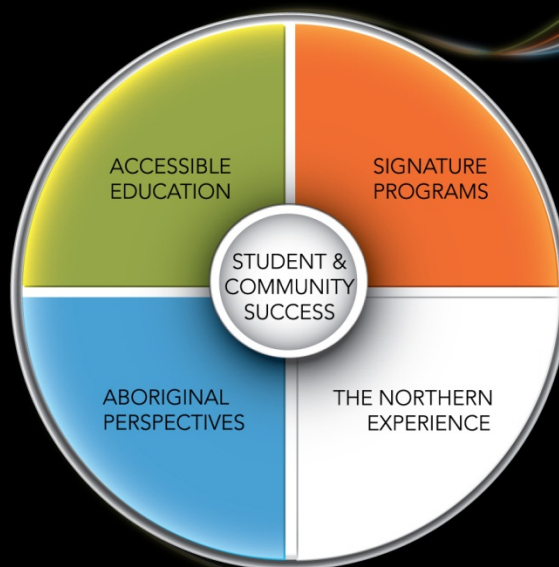 ACCESSIBLE
EDUCATION
SIGNATURE
PROGRAMS
STUDENT &
COMMUNITY
SUCCESS
ABORIGINAL
PERSPECTIVES
THE NORTHERN
EXPERIENCE